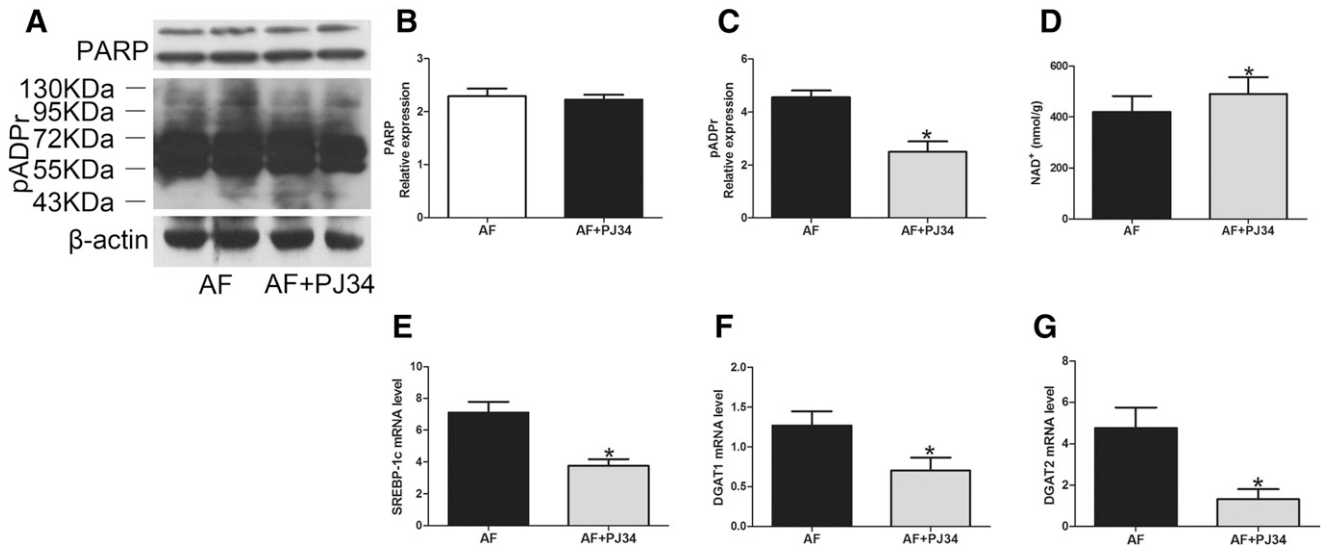 A
PARP
130KDa
95KDa
72KDa
55KDa
43KDa
pADPr
β-actin
AF AF+PJ34
B
PARP
Relative expression
3
2
1
0
AF AF+PJ34
C
pADPr
Relative expression
6
4
2
0
*
AF AF+PJ34
D
NAD+ (nmol/g)
600
400
200
0
*
AF AF+PJ34
E
SREBP-1c mRNA level
10
8
6
4
2
0
*
AF AF+PJ34
F
DGAT1 mRNA level
2.0
1.5
1.0
0.5
0.0
*
AF AF+PJ34
G
DGAT2 mRNA level
8
6
4
2
0
*
AF AF+PJ34